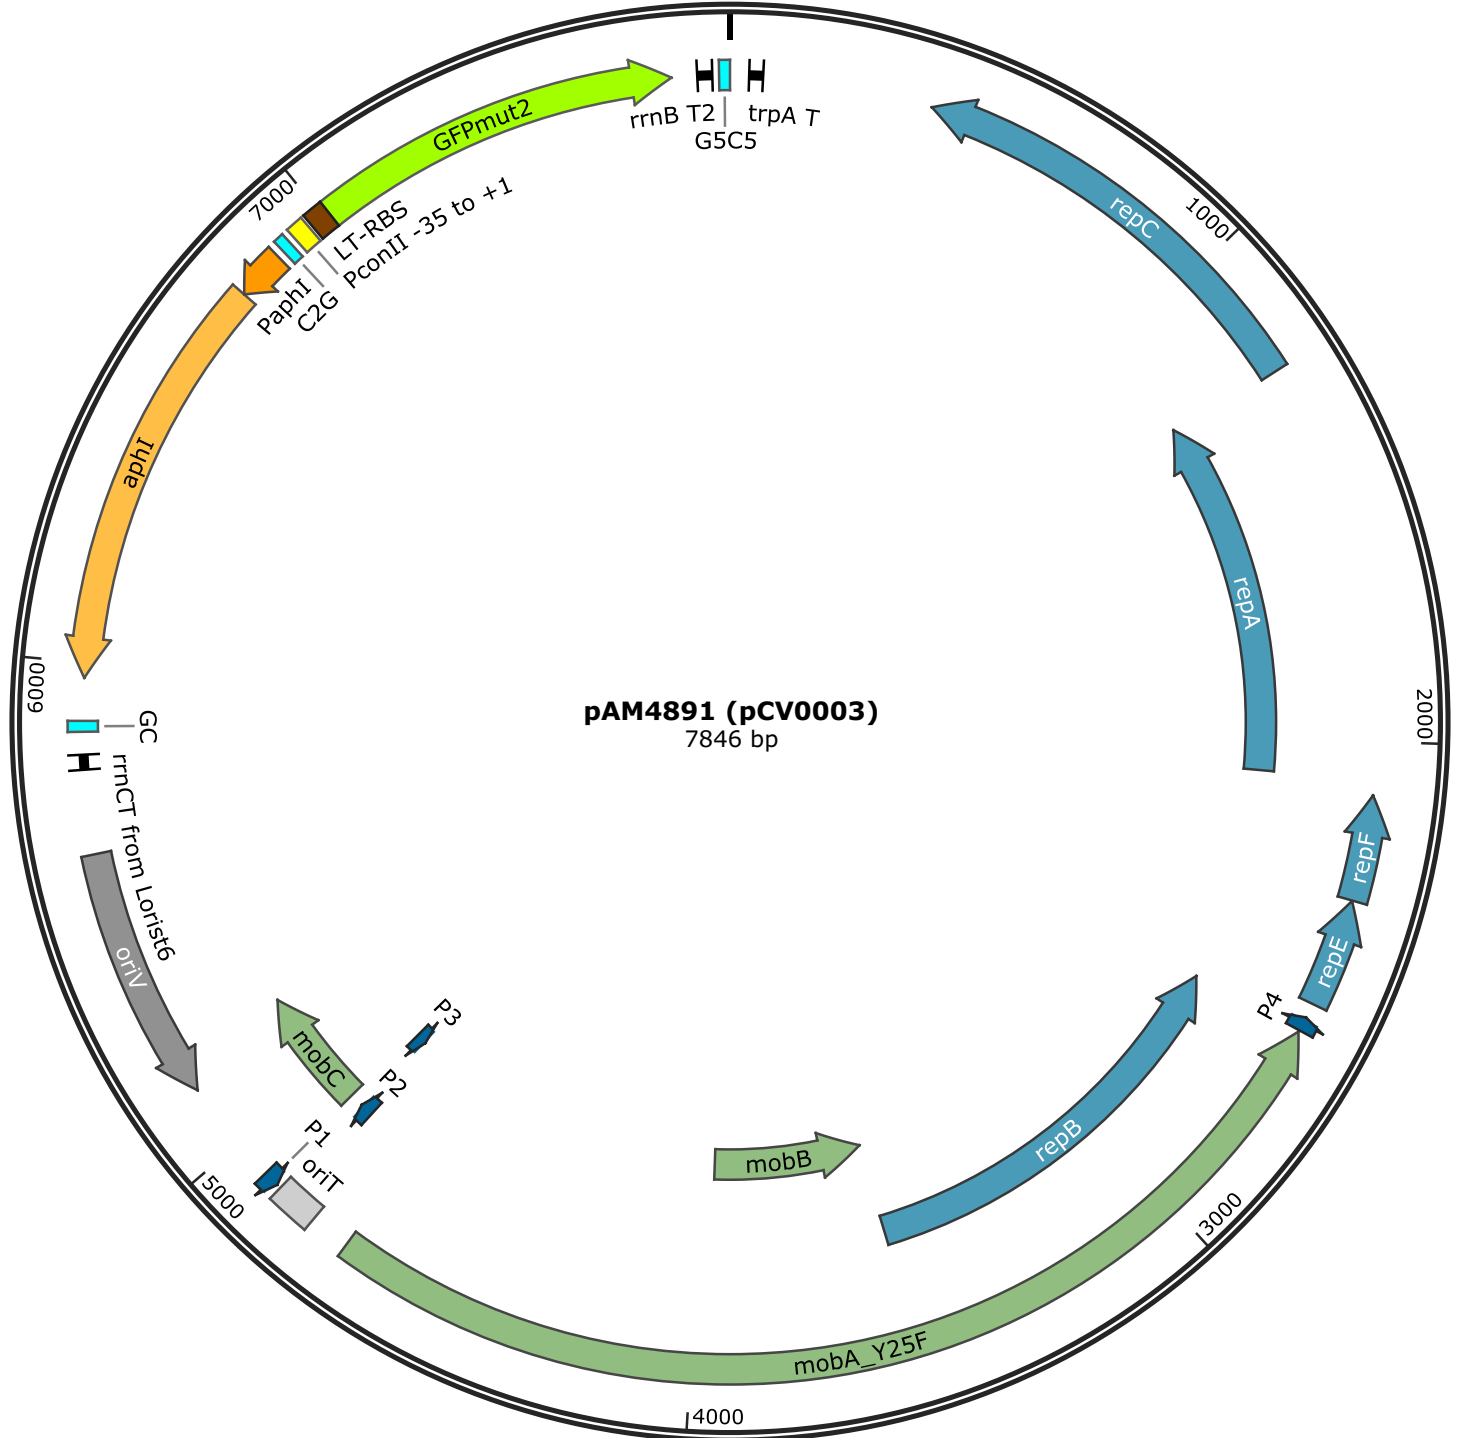 rrnB T2
G5C5
trpA T
repC
1000
repA
2000
repF
repE
P4
repB
3000
mobA_Y25F
mobB
4000
oriT
P1
P2
P3
mobC
5000
oriV
rrnCT from Lorist6
GC
6000
aphI
PaphI
C2G
PconII -35 to +1
LT-RBS
7000
GFPmut2
pAM4891 (pCV0003)
7846 bp